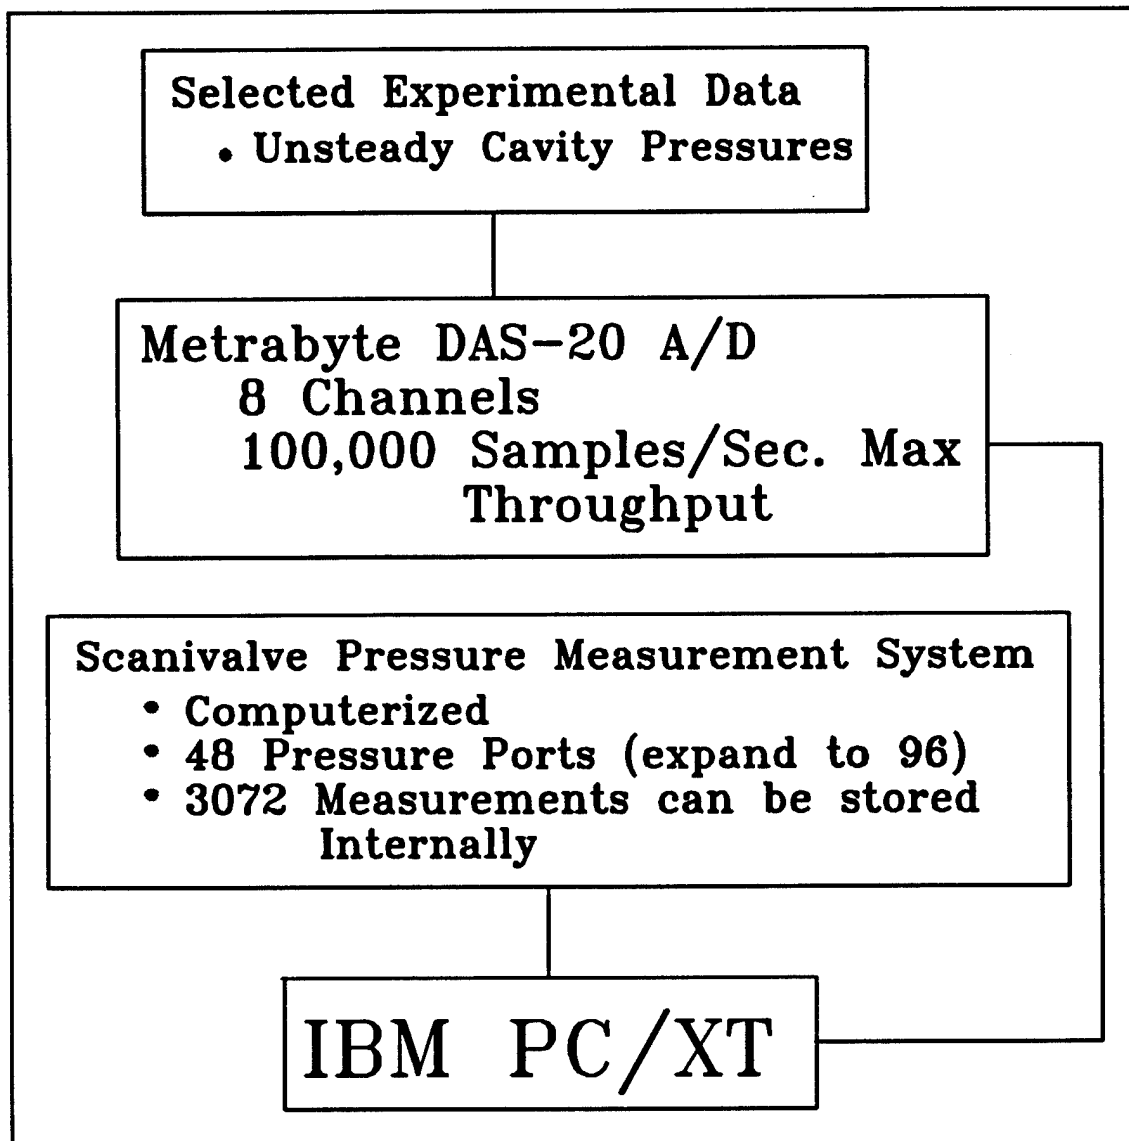 Selected Experimental Data
• Unsteady Cavity Pressures
Metrabyte DAS-20 A/D
8 Channels
100,000 Samples/Sec. Max
Throughput
Scanivalve Pressure Measurement System
• Computerized
• 48 Pressure Ports (expand to 96)
• 3072 Measurements can be stored
Internally
IBM PC/XT